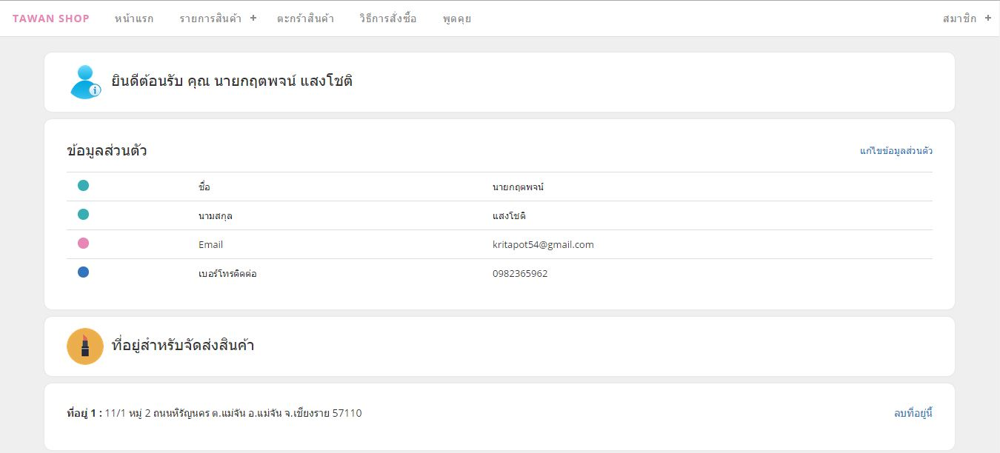 TAWAN SHOP หน้าแรก รายการสินค้า + ตะกร้าสินค้า วิธีการสั่งซื้อ พูดคุย สมาชิก +
ยินดีต้อนรับ คุณ นายกฤตพจน์ แสงโชติ
ข้อมูลส่วนตัว แก้ไขข้อมูลส่วนตัว
ชื่อ นายกฤตพจน์
นามสกุล แสงโชติ
Email kritapot54@gmail.com
เบอร์โทรติดต่อ 0982365962
ที่อยู่สำหรับจัดส่งสินค้า
ที่อยู่ 1 : 11/1 หมู่ 2 ถนนหิรัญนคร ต.แม่จัน อ.แม่จัน จ.เชียงราย 57110 ลบที่อยู่นี้